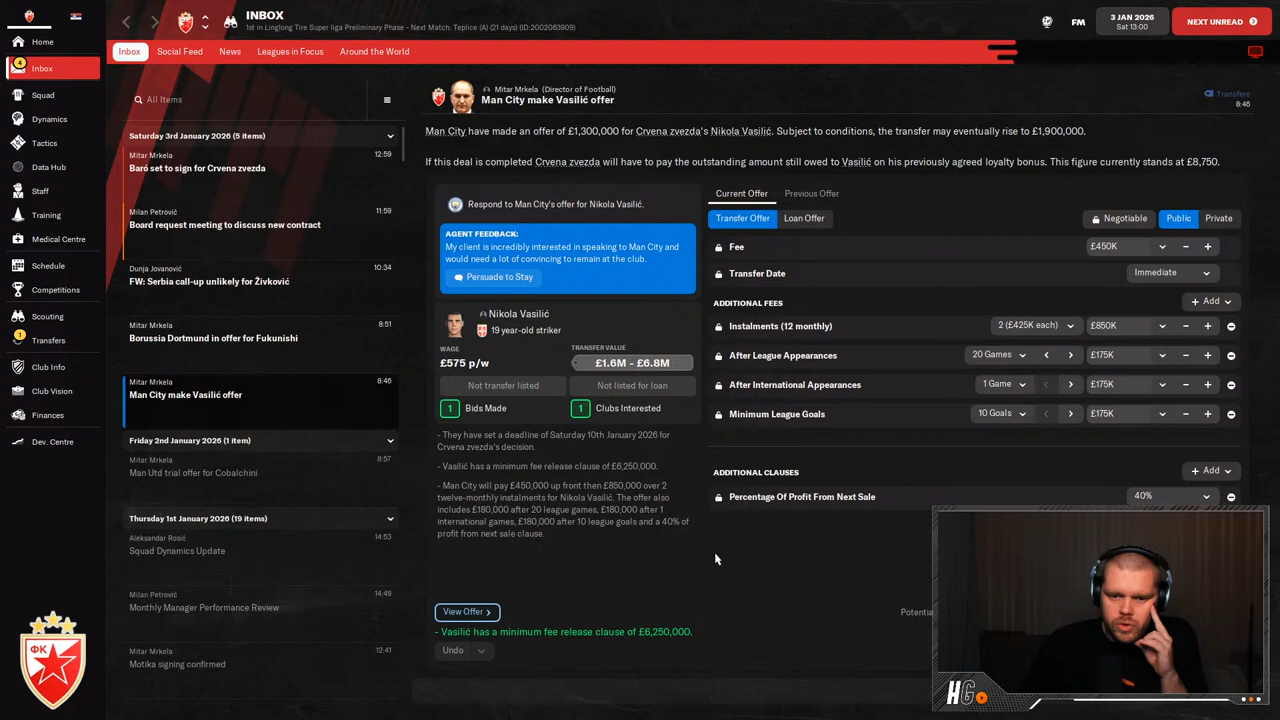 INBOX
1st in Linglong Tire Super liga Preliminary Phase - Next Match: Teplice (A) (21 days) (ID:2002063909)
FM
3 JAN 2026
Sat 13:00
NEXT UNREAD
Home
4
Inbox
Squad
Dynamics
Tactics
Data Hub
Staff
Training
Medical Centre
Schedule
Competitions
Scouting
1
Transfers
Club Info
Club Vision
Finances
Dev. Centre
ФК
Inbox
Social Feed
News
Leagues in Focus
Around the World
All Items
Saturday 3rd January 2026 (5 items)
Mitar Mrkela 12:59
Baró set to sign for Crvena zvezda
Milan Petrović 11:59
Board request meeting to discuss new contract
Dunja Jovanović 10:34
FW: Serbia call-up unlikely for Živković
Mitar Mrkela 8:51
Borussia Dortmund in offer for Fukunishi
Mitar Mrkela 8:46
Man City make Vasilić offer
Friday 2nd January 2026 (1 item)
Mitar Mrkela 8:57
Man Utd trial offer for Cobalchini
Thursday 1st January 2026 (19 items)
Aleksandar Rosić 14:53
Squad Dynamics Update
Milan Petrović 14:49
Monthly Manager Performance Review
Mitar Mrkela 12:41
Motika signing confirmed
Mitar Mrkela (Director of Football)
Man City make Vasilić offer
Transfers
8:46
Man City have made an offer of £1,300,000 for Crvena zvezda's Nikola Vasilić. Subject to conditions, the transfer may eventually rise to £1,900,000.
If this deal is completed Crvena zvezda will have to pay the outstanding amount still owed to Vasilić on his previously agreed loyalty bonus. This figure currently stands at £8,750.
Respond to Man City's offer for Nikola Vasilić.
AGENT FEEDBACK:
My client is incredibly interested in speaking to Man City and
would need a lot of convincing to remain at the club.
Persuade to Stay
Nikola Vasilić
19 year-old striker
WAGE
£575 p/w
TRANSFER VALUE
£1.6M - £6.8M
Not transfer listed
Not listed for loan
1 Bids Made
1 Clubs Interested
- They have set a deadline of Saturday 10th January 2026 for
Crvena zvezda's decision.
- Vasilić has a minimum fee release clause of £6,250,000.
- Man City will pay £450,000 up front then £850,000 over 2
twelve-monthly instalments for Nikola Vasilić. The offer also
includes £180,000 after 20 league games, £180,000 after 1
international games, £180,000 after 10 league goals and a 40% of
profit from next sale clause.
View Offer
- Vasilić has a minimum fee release clause of £6,250,000.
Undo
Current Offer
Previous Offer
Transfer Offer
Loan Offer
Negotiable
Public
Private
Fee £450K
Transfer Date Immediate
ADDITIONAL FEES + Add
Instalments (12 monthly) 2 (£425K each) £850K
After League Appearances 20 Games £175K
After International Appearances 1 Game £175K
Minimum League Goals 10 Goals £175K
ADDITIONAL CLAUSES + Add
Percentage Of Profit From Next Sale 40%
HG